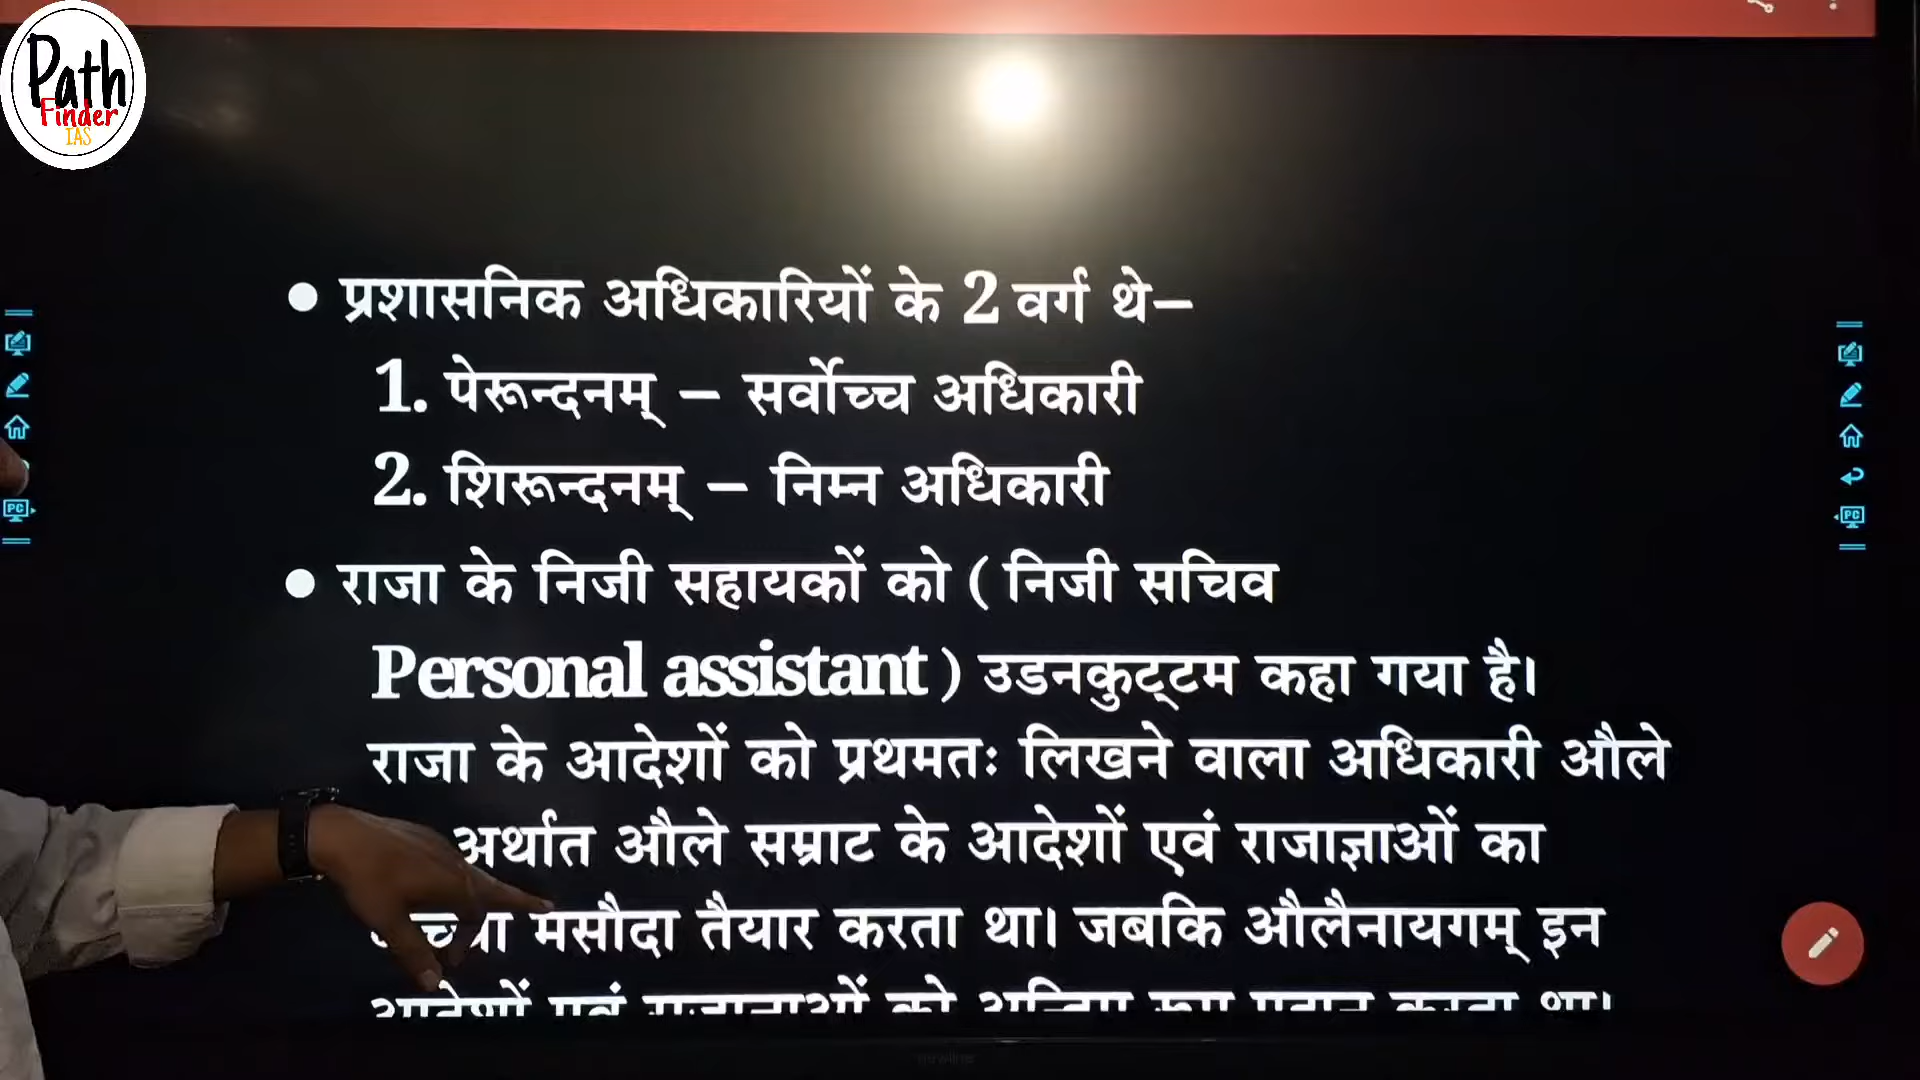 Path
Finder
IAS
• प्रशासनिक अधिकारियों के 2 वर्ग थे–
1. पेरून्दनम् – सर्वोच्च अधिकारी
2. शिरून्दनम् – निम्न अधिकारी
• राजा के निजी सहायकों को ( निजी सचिव
Personal assistant ) उडनकुट्टम कहा गया है।
राजा के आदेशों को प्रथमतः लिखने वाला अधिकारी औले
अर्थात औले सम्राट के आदेशों एवं राजाज्ञाओं का
मसौदा तैयार करता था। जबकि औलैनायगम् इन
PC
PC